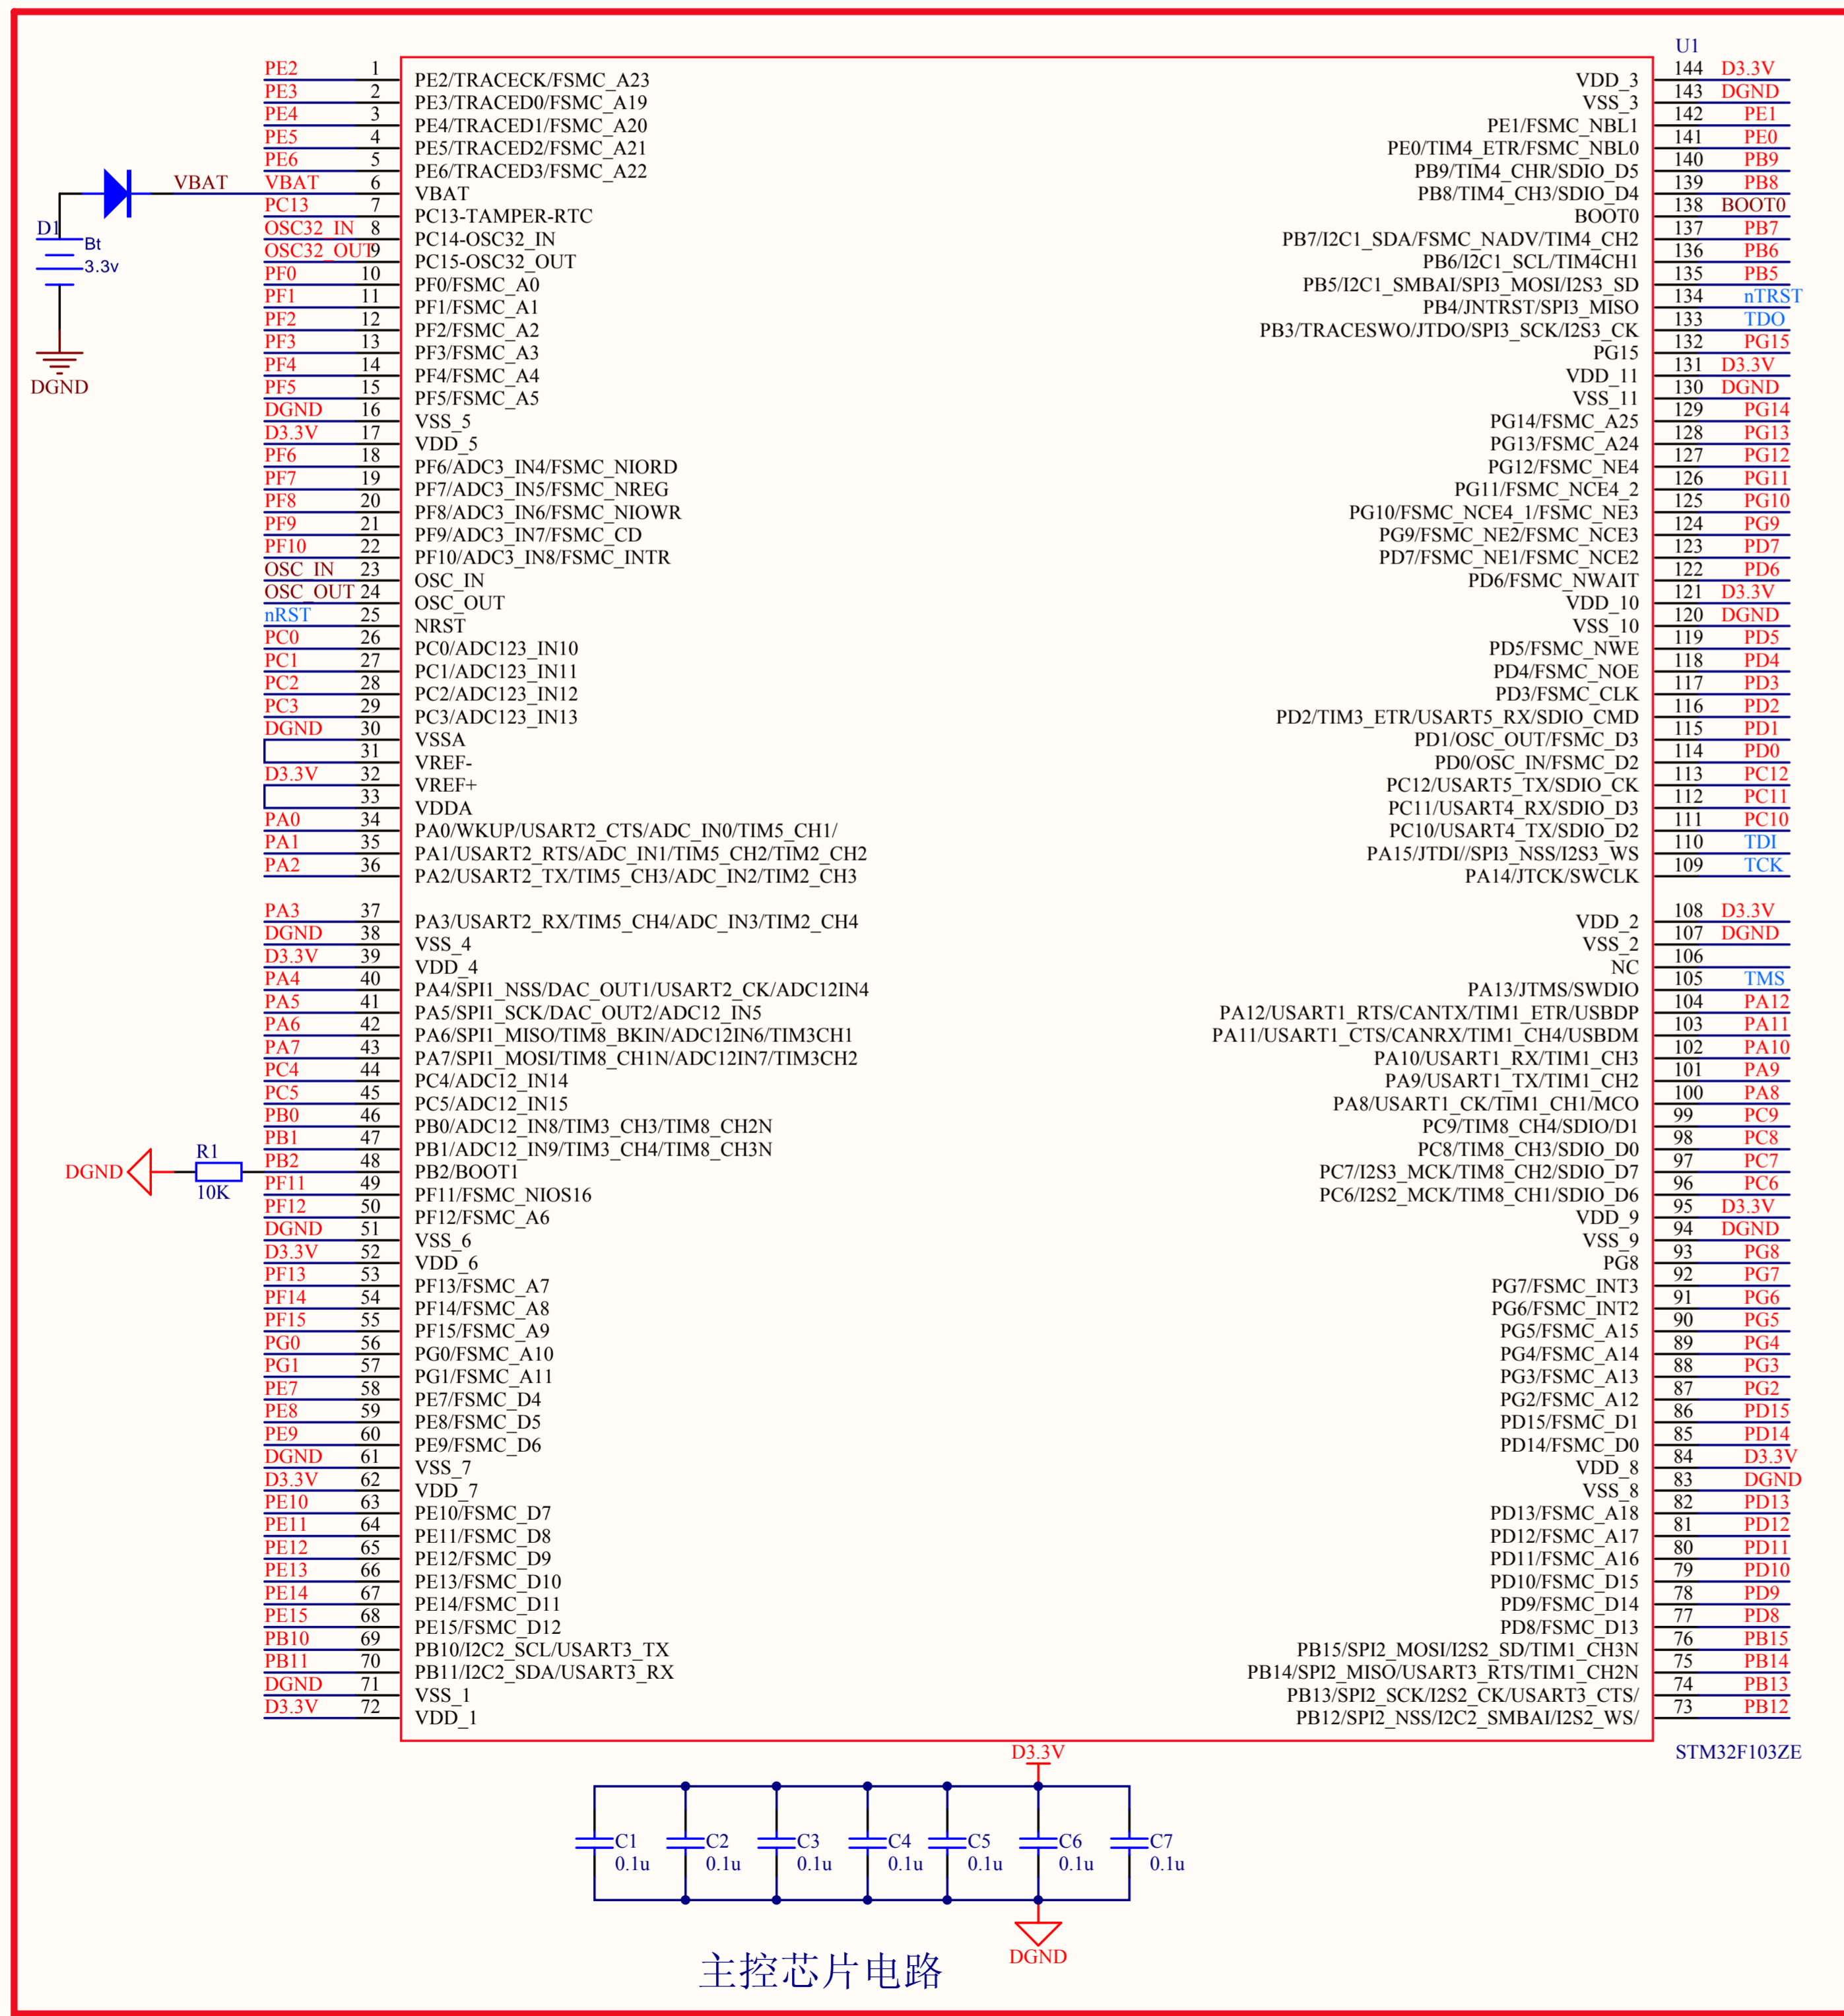 U1
PE2 1 PE2/TRACECK/FSMC_A23 VDD_3 144 D3.3V
PE3 2 PE3/TRACED0/FSMC_A19 VSS_3 143 DGND
PE4 3 PE4/TRACED1/FSMC_A20 PE1/FSMC_NBL1 142 PE1
PE5 4 PE5/TRACED2/FSMC_A21 PE0/TIM4_ETR/FSMC_NBL0 141 PE0
PE6 5 PE6/TRACED3/FSMC_A22 PB9/TIM4_CHR/SDIO_D5 140 PB9
VBAT VBAT 6 VBAT PB8/TIM4_CH3/SDIO_D4 139 PB8
PC13 7 PC13-TAMPER-RTC BOOT0 138 BOOT0
D1 OSC32_IN 8 PC14-OSC32_IN PB7/I2C1_SDA/FSMC_NADV/TIM4_CH2 137 PB7
Bt OSC32_OUT 9 PC15-OSC32_OUT PB6/I2C1_SCL/TIM4CH1 136 PB6
3.3v PF0 10 PF0/FSMC_A0 PB5/I2C1_SMBAI/SPI3_MOSI/I2S3_SD 135 PB5
PF1 11 PF1/FSMC_A1 PB4/JNTRST/SPI3_MISO 134 nTRST
PF2 12 PF2/FSMC_A2 PB3/TRACESWO/JTDO/SPI3_SCK/I2S3_CK 133 TDO
PF3 13 PF3/FSMC_A3 PG15 132 PG15
PF4 14 PF4/FSMC_A4 VDD_11 131 D3.3V
DGND PF5 15 PF5/FSMC_A5 VSS_11 130 DGND
DGND 16 VSS_5 PG14/FSMC_A25 129 PG14
D3.3V 17 VDD_5 PG13/FSMC_A24 128 PG13
PF6 18 PF6/ADC3_IN4/FSMC_NIORD PG12/FSMC_NE4 127 PG12
PF7 19 PF7/ADC3_IN5/FSMC_NREG PG11/FSMC_NCE4_2 126 PG11
PF8 20 PF8/ADC3_IN6/FSMC_NIOWR PG10/FSMC_NCE4_1/FSMC_NE3 125 PG10
PF9 21 PF9/ADC3_IN7/FSMC_CD PG9/FSMC_NE2/FSMC_NCE3 124 PG9
PF10 22 PF10/ADC3_IN8/FSMC_INTR PD7/FSMC_NE1/FSMC_NCE2 123 PD7
OSC_IN 23 OSC_IN PD6/FSMC_NWAIT 122 PD6
OSC_OUT 24 OSC_OUT VDD_10 121 D3.3V
nRST 25 NRST VSS_10 120 DGND
PC0 26 PC0/ADC123_IN10 PD5/FSMC_NWE 119 PD5
PC1 27 PC1/ADC123_IN11 PD4/FSMC_NOE 118 PD4
PC2 28 PC2/ADC123_IN12 PD3/FSMC_CLK 117 PD3
PC3 29 PC3/ADC123_IN13 PD2/TIM3_ETR/USART5_RX/SDIO_CMD 116 PD2
DGND 30 VSSA PD1/OSC_OUT/FSMC_D3 115 PD1
31 VREF- PD0/OSC_IN/FSMC_D2 114 PD0
D3.3V 32 VREF+ PC12/USART5_TX/SDIO_CK 113 PC12
33 VDDA PC11/USART4_RX/SDIO_D3 112 PC11
PA0 34 PA0/WKUP/USART2_CTS/ADC_IN0/TIM5_CH1/ PC10/USART4_TX/SDIO_D2 111 PC10
PA1 35 PA1/USART2_RTS/ADC_IN1/TIM5_CH2/TIM2_CH2 PA15/JTDI//SPI3_NSS/I2S3_WS 110 TDI
PA2 36 PA2/USART2_TX/TIM5_CH3/ADC_IN2/TIM2_CH3 PA14/JTCK/SWCLK 109 TCK
PA3 37 PA3/USART2_RX/TIM5_CH4/ADC_IN3/TIM2_CH4 VDD_2 108 D3.3V
DGND 38 VSS_4 VSS_2 107 DGND
D3.3V 39 VDD_4 NC 106
PA4 40 PA4/SPI1_NSS/DAC_OUT1/USART2_CK/ADC12IN4 PA13/JTMS/SWDIO 105 TMS
PA5 41 PA5/SPI1_SCK/DAC_OUT2/ADC12_IN5 PA12/USART1_RTS/CANTX/TIM1_ETR/USBDP 104 PA12
PA6 42 PA6/SPI1_MISO/TIM8_BKIN/ADC12IN6/TIM3CH1 PA11/USART1_CTS/CANRX/TIM1_CH4/USBDM 103 PA11
PA7 43 PA7/SPI1_MOSI/TIM8_CH1N/ADC12IN7/TIM3CH2 PA10/USART1_RX/TIM1_CH3 102 PA10
PC4 44 PC4/ADC12_IN14 PA9/USART1_TX/TIM1_CH2 101 PA9
PC5 45 PC5/ADC12_IN15 PA8/USART1_CK/TIM1_CH1/MCO 100 PA8
PB0 46 PB0/ADC12_IN8/TIM3_CH3/TIM8_CH2N PC9/TIM8_CH4/SDIO/D1 99 PC9
R1 PB1 47 PB1/ADC12_IN9/TIM3_CH4/TIM8_CH3N PC8/TIM8_CH3/SDIO_D0 98 PC8
DGND PB2 48 PB2/BOOT1 PC7/I2S3_MCK/TIM8_CH2/SDIO_D7 97 PC7
10K PF11 49 PF11/FSMC_NIOS16 PC6/I2S2_MCK/TIM8_CH1/SDIO_D6 96 PC6
PF12 50 PF12/FSMC_A6 VDD_9 95 D3.3V
DGND 51 VSS_6 VSS_9 94 DGND
D3.3V 52 VDD_6 PG8 93 PG8
PF13 53 PF13/FSMC_A7 PG7/FSMC_INT3 92 PG7
PF14 54 PF14/FSMC_A8 PG6/FSMC_INT2 91 PG6
PF15 55 PF15/FSMC_A9 PG5/FSMC_A15 90 PG5
PG0 56 PG0/FSMC_A10 PG4/FSMC_A14 89 PG4
PG1 57 PG1/FSMC_A11 PG3/FSMC_A13 88 PG3
PE7 58 PE7/FSMC_D4 PG2/FSMC_A12 87 PG2
PE8 59 PE8/FSMC_D5 PD15/FSMC_D1 86 PD15
PE9 60 PE9/FSMC_D6 PD14/FSMC_D0 85 PD14
DGND 61 VSS_7 VDD_8 84 D3.3V
D3.3V 62 VDD_7 VSS_8 83 DGND
PE10 63 PE10/FSMC_D7 PD13/FSMC_A18 82 PD13
PE11 64 PE11/FSMC_D8 PD12/FSMC_A17 81 PD12
PE12 65 PE12/FSMC_D9 PD11/FSMC_A16 80 PD11
PE13 66 PE13/FSMC_D10 PD10/FSMC_D15 79 PD10
PE14 67 PE14/FSMC_D11 PD9/FSMC_D14 78 PD9
PE15 68 PE15/FSMC_D12 PD8/FSMC_D13 77 PD8
PB10 69 PB10/I2C2_SCL/USART3_TX PB15/SPI2_MOSI/I2S2_SD/TIM1_CH3N 76 PB15
PB11 70 PB11/I2C2_SDA/USART3_RX PB14/SPI2_MISO/USART3_RTS/TIM1_CH2N 75 PB14
DGND 71 VSS_1 PB13/SPI2_SCK/I2S2_CK/USART3_CTS/ 74 PB13
D3.3V 72 VDD_1 PB12/SPI2_NSS/I2C2_SMBAI/I2S2_WS/ 73 PB12
D3.3V STM32F103ZE
C1 C2 C3 C4 C5 C6 C7
0.1u 0.1u 0.1u 0.1u 0.1u 0.1u 0.1u
DGND
主控芯片电路